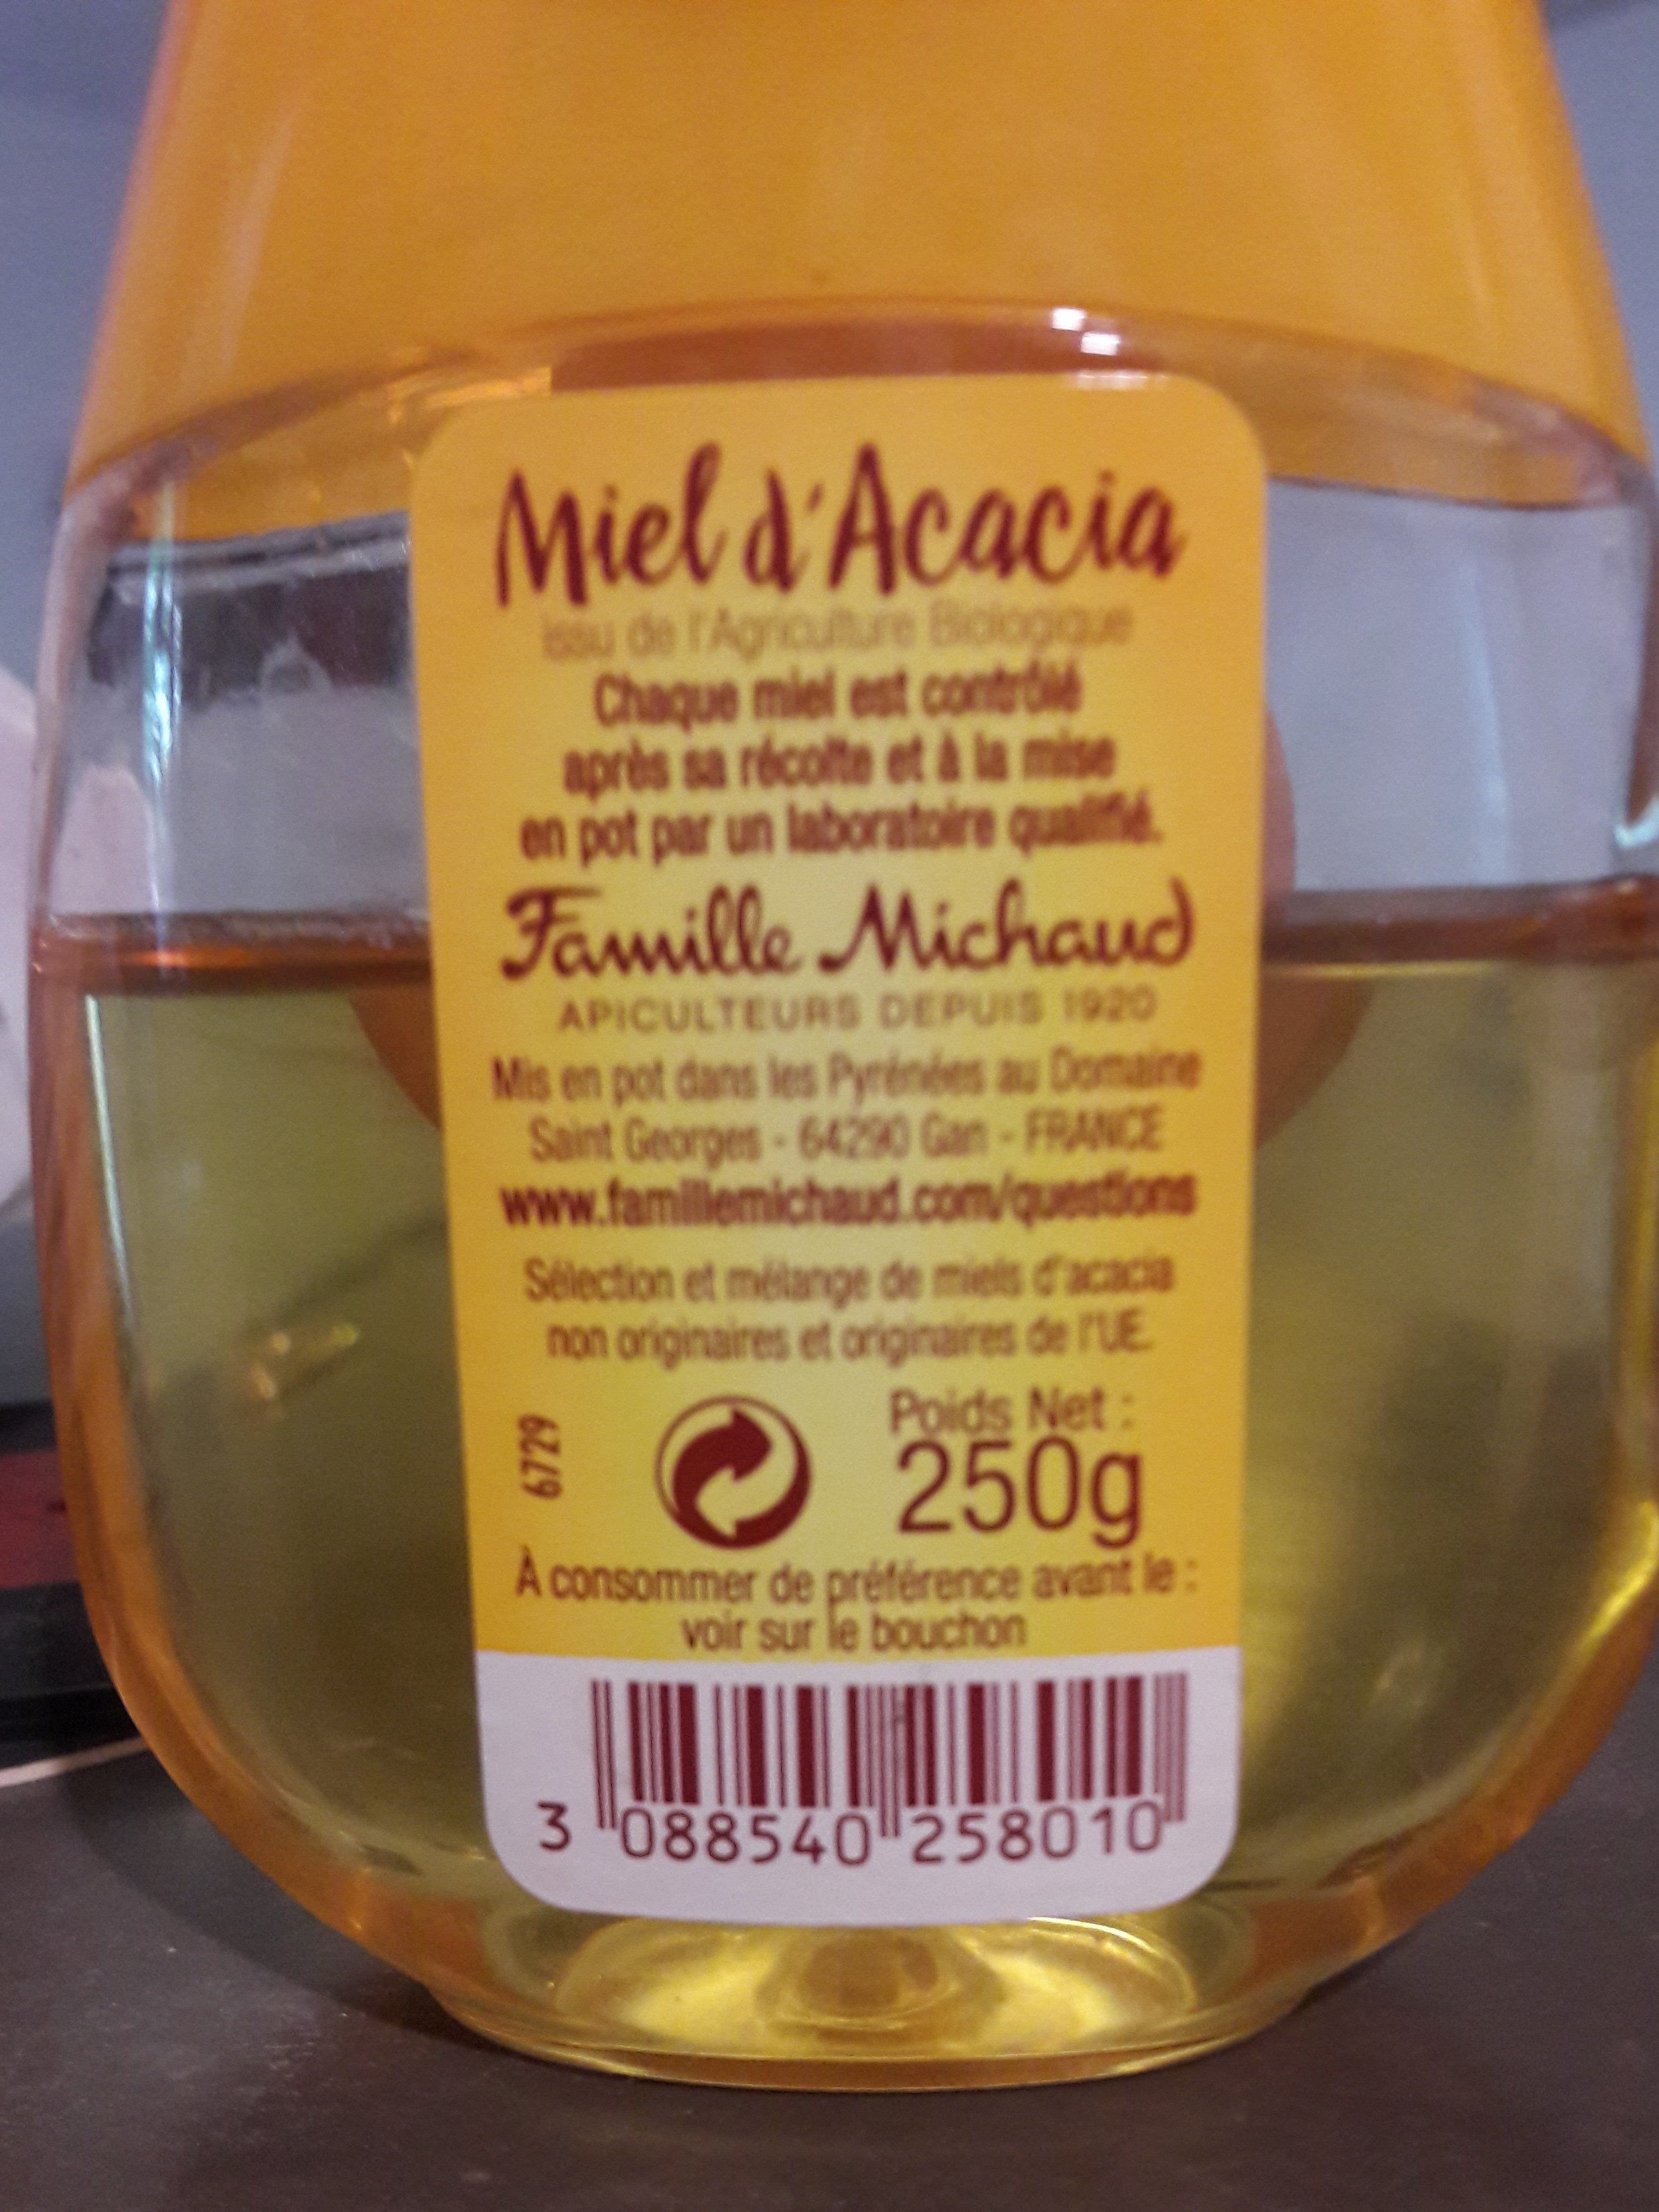 Miel d'Acacia
Issu de l'Agriculture Biologique
Chaque miel est contrôlé
après sa récolte et à la mise
en pot par un laboratoire qualifié.
Famille Michaud
APICULTEURS DEPUIS 1920
Mis en pot dans les Pyrénées au Domaine
Saint Georges - 64290 Gan - FRANCE
www.famillemichaud.com/questions
Sélection et mélange de miels d'acacia
non originaires et originaires de l'UE.
67729
Poids Net :
250g
À consommer de préférence avant le :
voir sur le bouchon
3 088540 258010